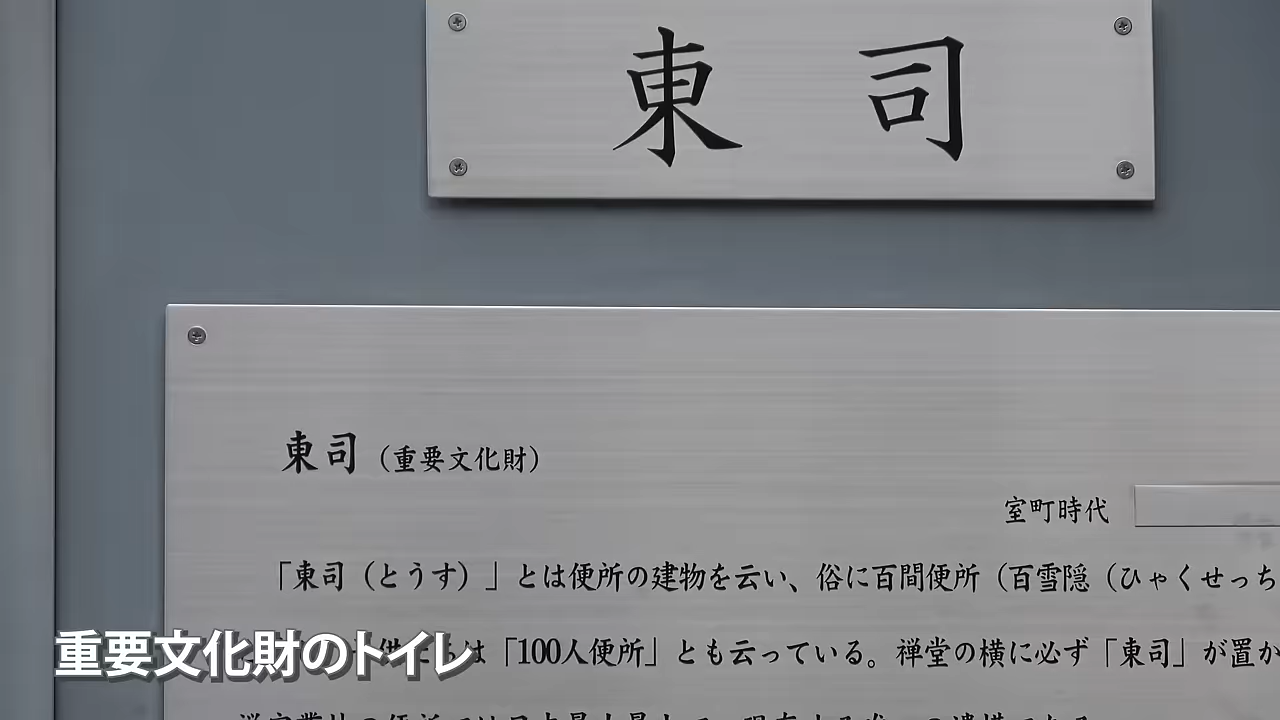 東司
東司（重要文化財）
室町時代
「東司（とうす）」とは便所の建物を云い、俗に百間便所（百雪隠（ひゃくせっち
は「100人便所」とも云っている。禅堂の横に必ず「東司」が置か
重要文化財のトイレ